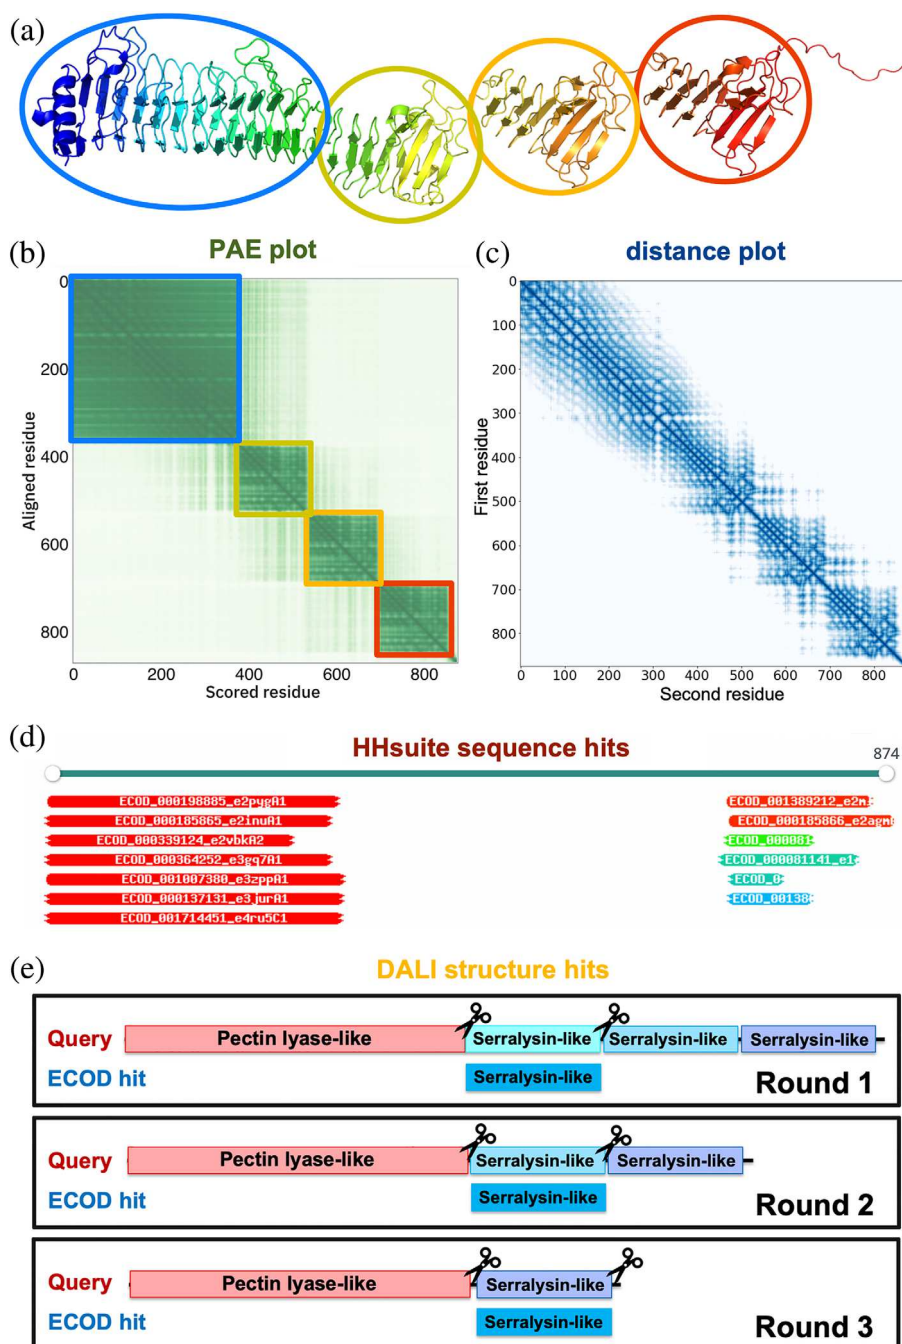 (a)
(b)
PAE plot
0
200
400
600
800
Aligned residue
0
200
400
600
800
Scored residue
(c)
distance plot
0
100
200
300
400
500
600
700
800
First residue
0
100
200
300
400
500
600
700
800
Second residue
(d)
HHsuite sequence hits
874
ECOD_000198885_e2pygA1
ECOD_001389212_e2m
ECOD_000185865_e2inuA1
ECOD_000185866_e2agm
ECOD_000339124_e2vbkA2
ECOD_000081
ECOD_000364252_e3gq7A1
ECOD_000081141_e1
ECOD_001007380_e3zppA1
ECOD_0
ECOD_000137131_e3jurA1
ECOD_00138
ECOD_001714451_e4ru5C1
(e)
DALI structure hits
Query
Pectin lyase-like
Serralysin-like
Serralysin-like
Serralysin-like
ECOD hit
Serralysin-like
Round 1
Query
Pectin lyase-like
Serralysin-like
Serralysin-like
ECOD hit
Serralysin-like
Round 2
Query
Pectin lyase-like
Serralysin-like
ECOD hit
Serralysin-like
Round 3